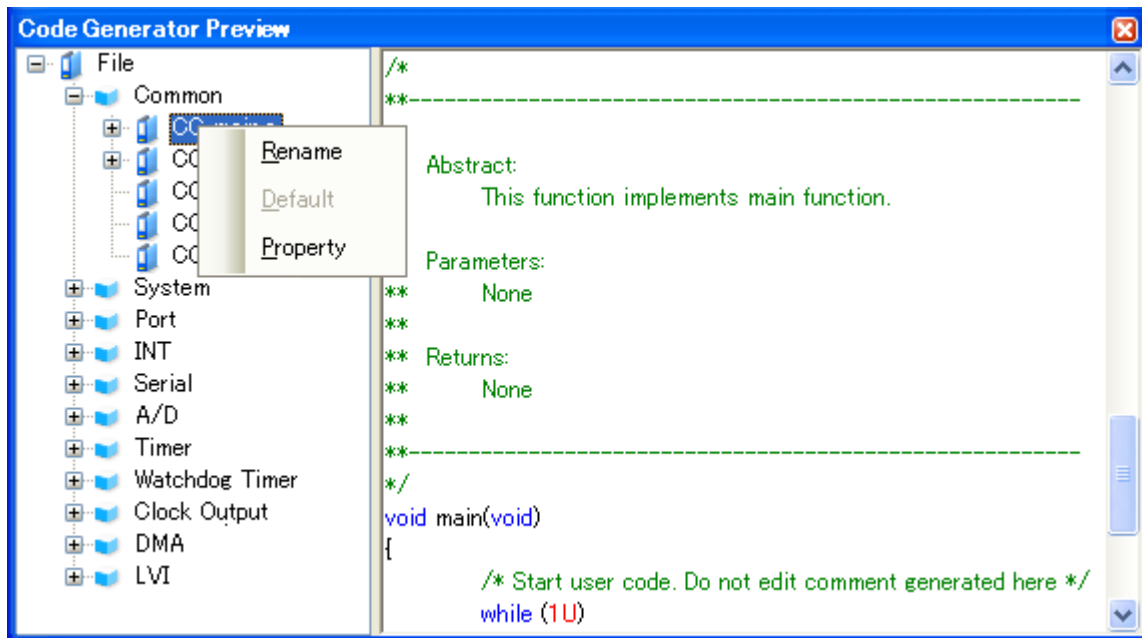 Code Generator Preview
File
Common
System
Port
INT
Serial
A/D
Timer
Watchdog Timer
Clock Output
DMA
LVI
Rename
Default
Property
/*
**--------------------------------------------------------
Abstract:
This function implements main function.
Parameters:
** None
**
** Returns:
** None
**
**--------------------------------------------------------
*/
void main(void)
{
/* Start user code. Do not edit comment generated here */
while (1U)